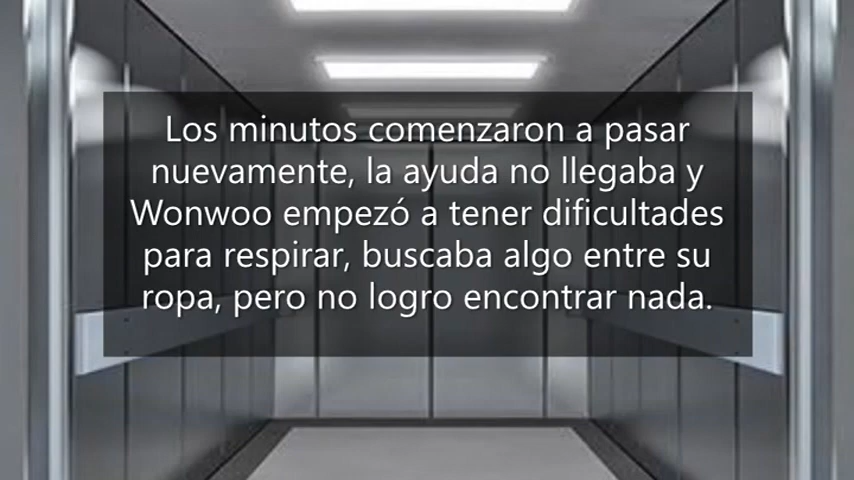 Los minutos comenzaron a pasar
nuevamente, la ayuda no llegaba y
Wonwoo empezó a tener dificultades
para respirar, buscaba algo entre su
ropa, pero no logro encontrar nada.